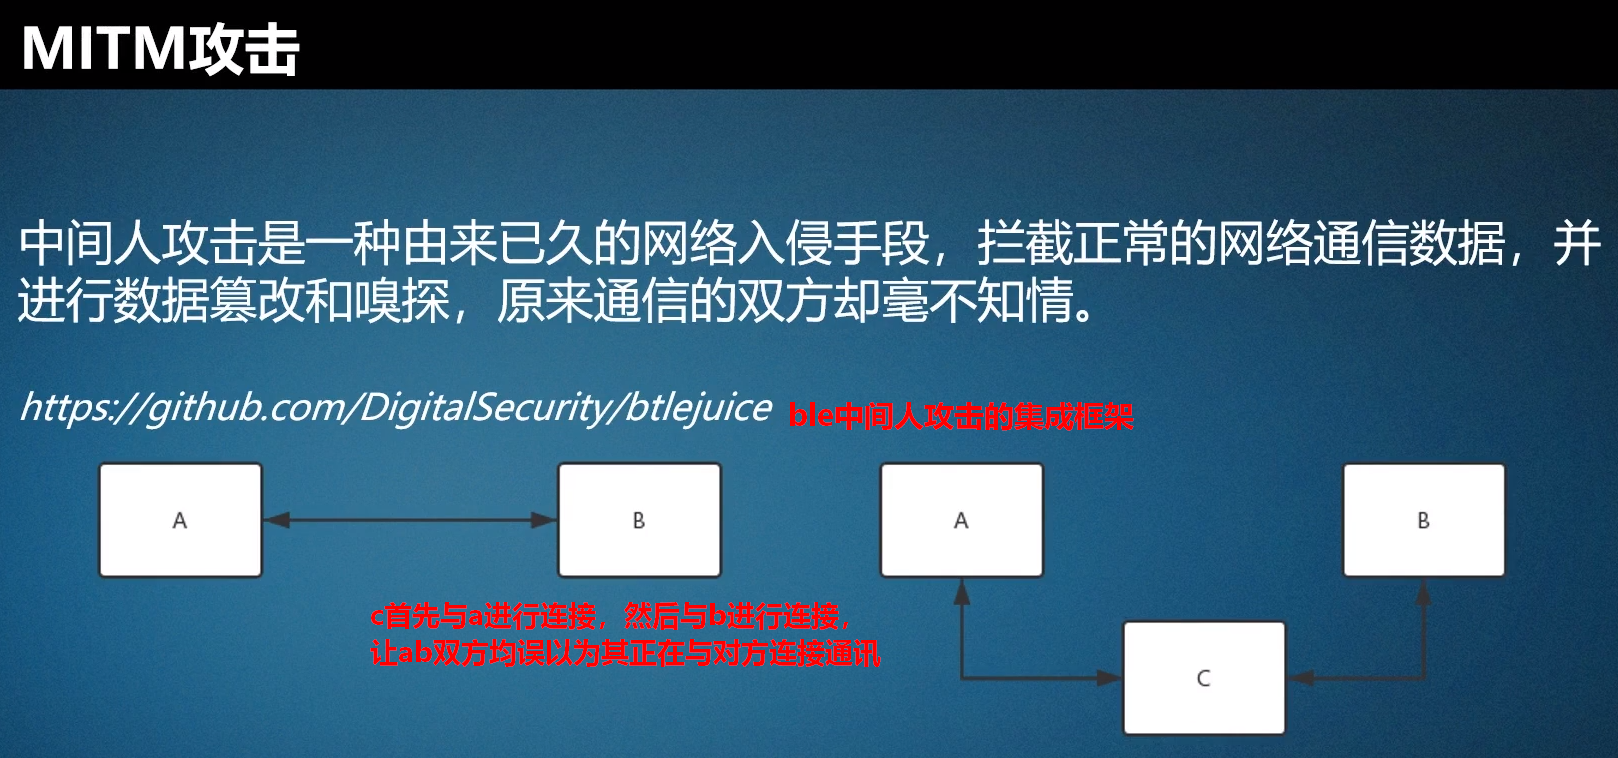 MITM攻击
中间人攻击是一种由来已久的网络入侵手段，拦截正常的网络通信数据，并
进行数据篡改和嗅探，原来通信的双方却毫不知情。
https://github.com/DigitalSecurity/btlejuice ble中间人攻击的集成框架
A
B
A
B
c首先与a进行连接，然后与b进行连接，
让ab双方均误以为其正在与对方连接通讯
C